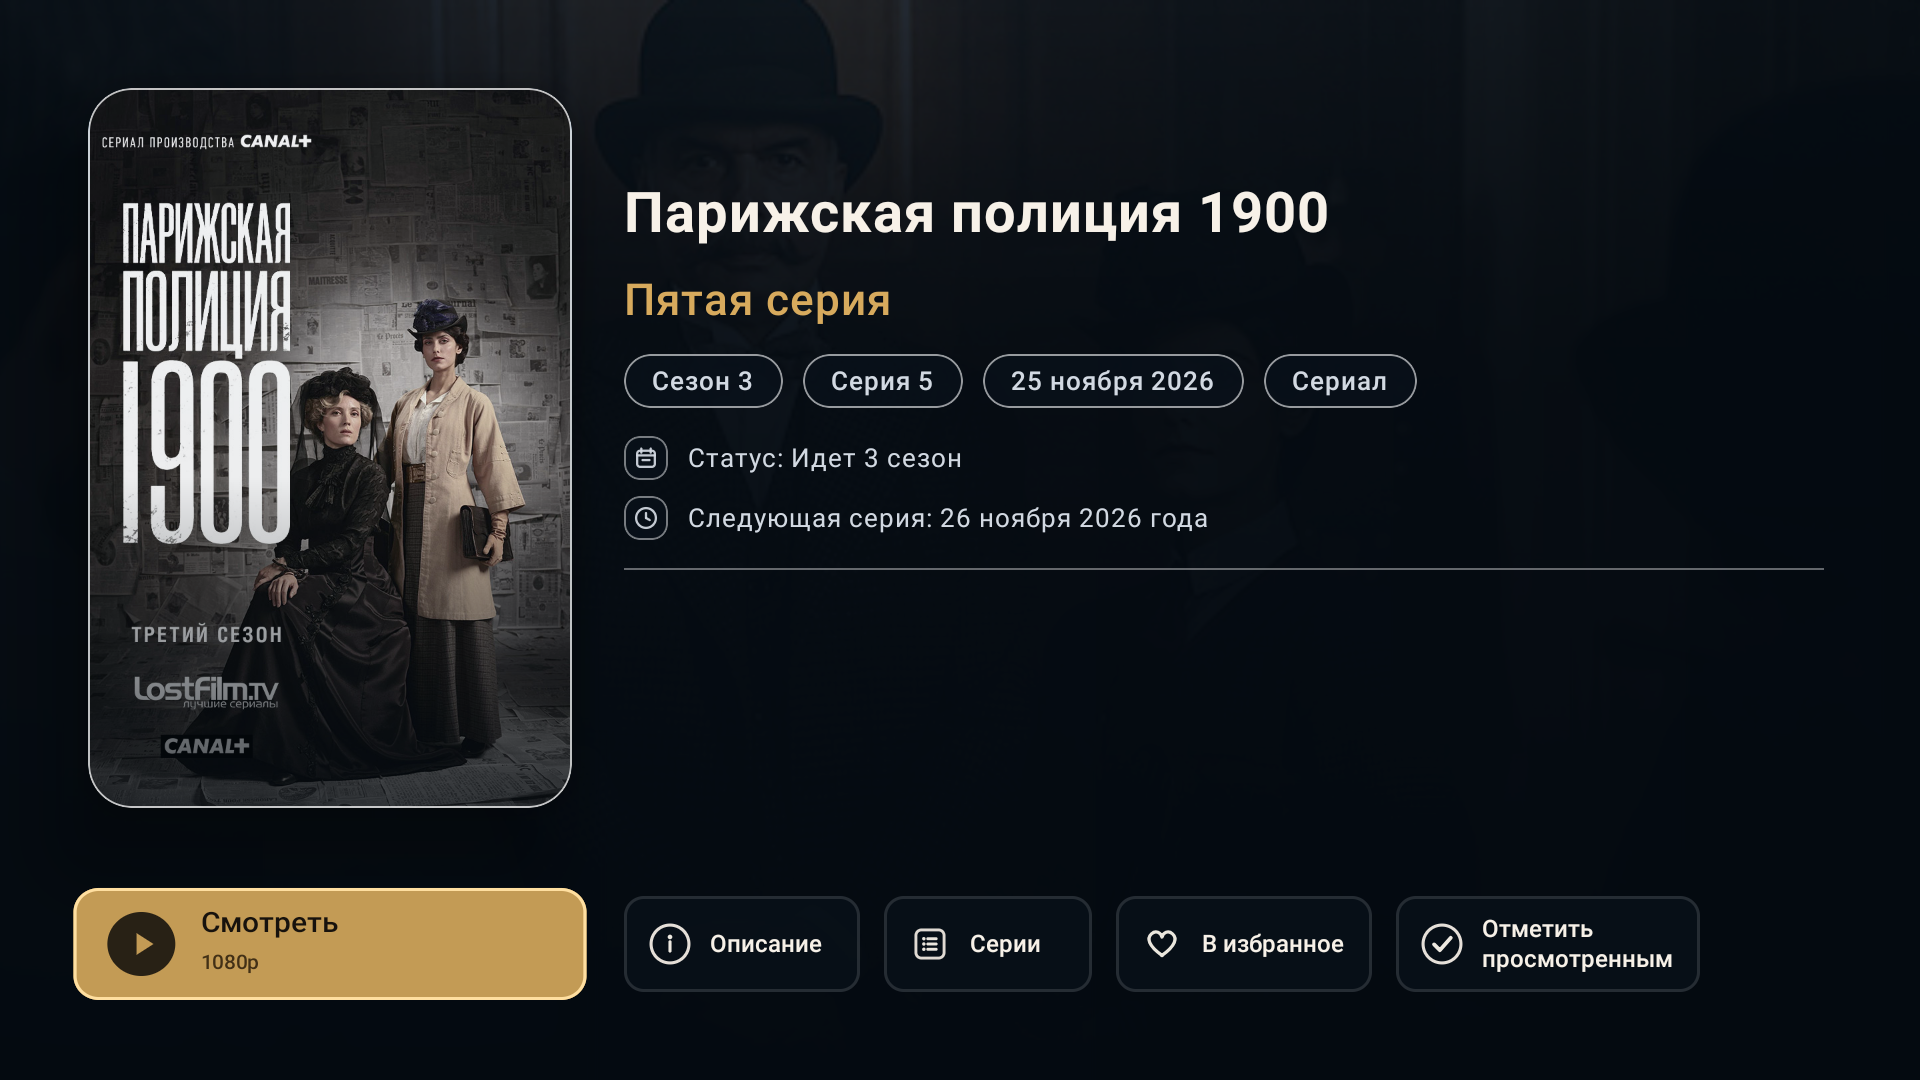 СЕРИАЛ ПРОИЗВОДСТВА CANAL+
ПАРИЖСКАЯ
ПОЛИЦИЯ
1900
MAITRESSE
ТРЕТИЙ СЕЗОН
LostFilm.TV
лучшие сериалы
CANAL+
Парижская полиция 1900
Пятая серия
Сезон 3
Серия 5
25 ноября 2026
Сериал
Статус: Идет 3 сезон
Следующая серия: 26 ноября 2026 года
Смотреть
1080p
Описание
Серии
В избранное
Отметить
просмотренным